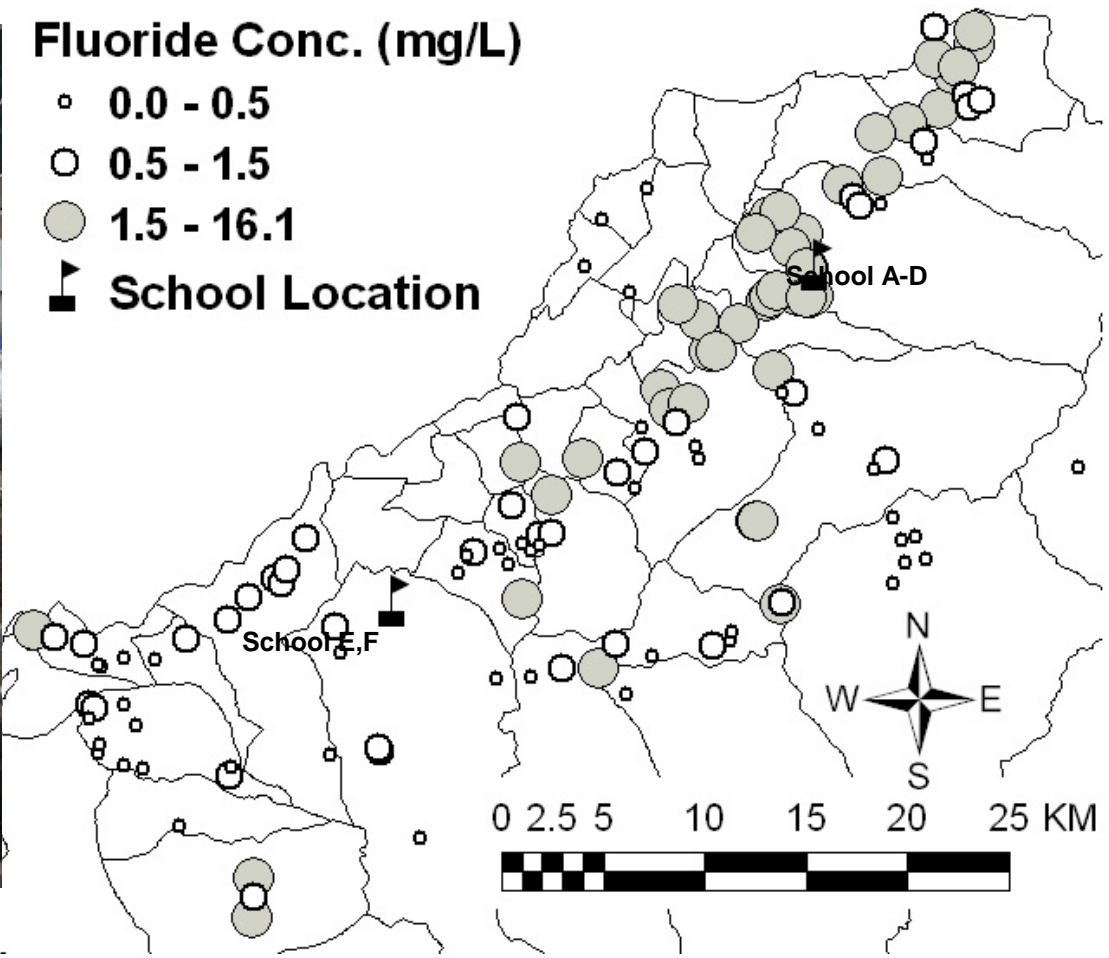 Fluoride Conc. (mg/L)
0.0 - 0.5
0.5 - 1.5
1.5 - 16.1
School Location
School A-D
School E,F
N
W E
S
0 2.5 5 10 15 20 25 KM